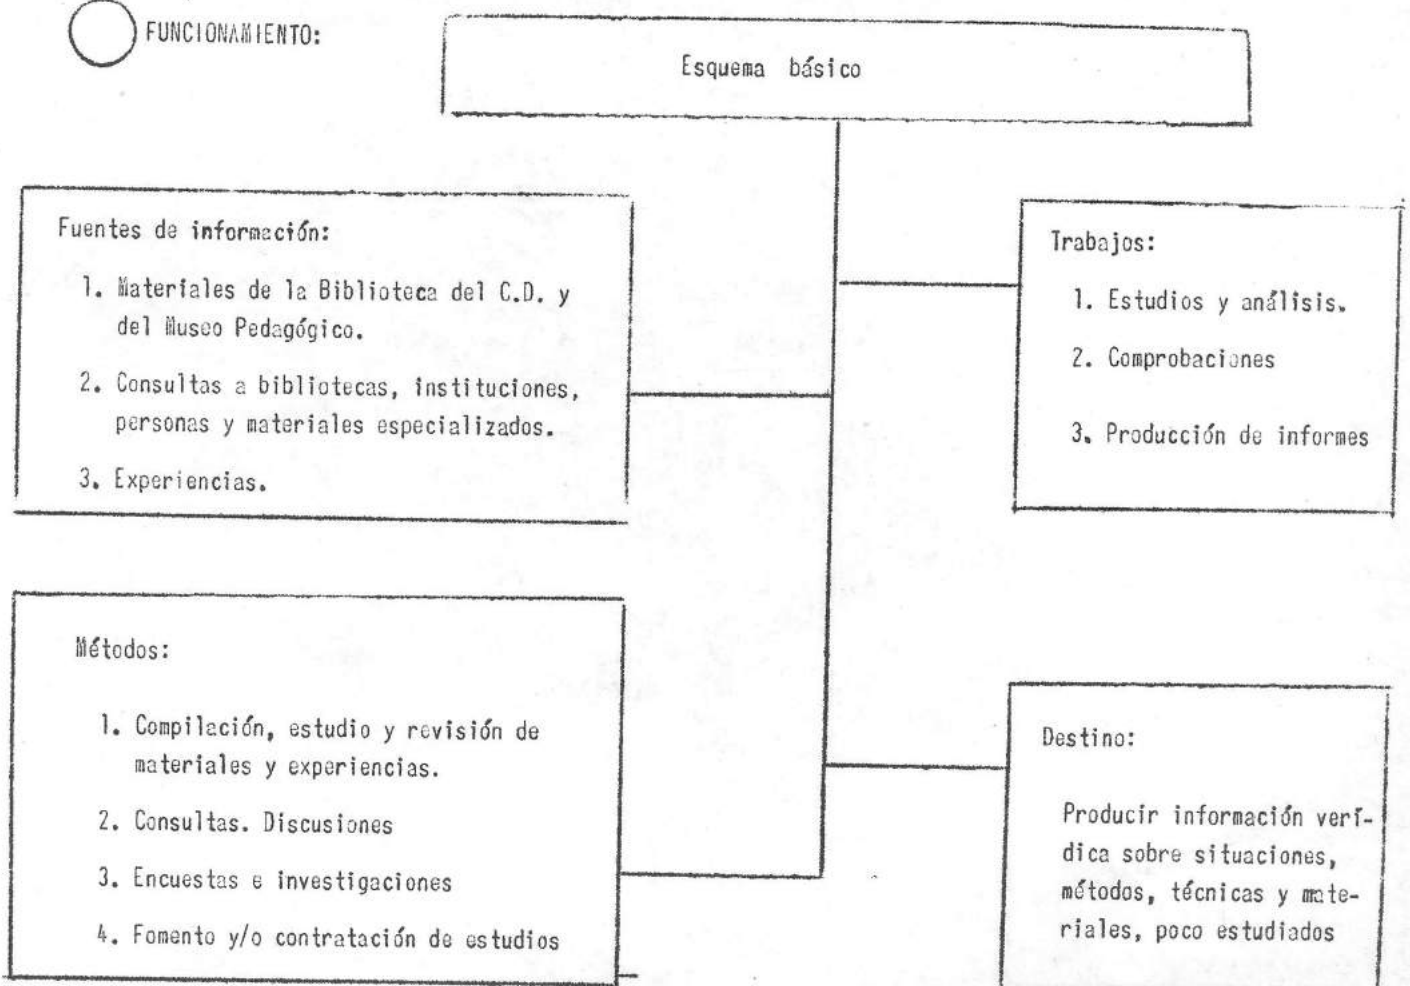 FUNCIONAMIENTO:
Esquema básico
Fuentes de información:
1. Materiales de la Biblioteca del C.D. y
del Museo Pedagógico.
2. Consultas a bibliotecas, instituciones,
personas y materiales especializados.
3. Experiencias.
Trabajos:
1. Estudios y análisis.
2. Comprobaciones
3. Producción de informes
Métodos:
1. Compilación, estudio y revisión de
materiales y experiencias.
2. Consultas. Discusiones
3. Encuestas e investigaciones
4. Fomento y/o contratación de estudios
Destino:
Producir información verí-
dica sobre situaciones,
métodos, técnicas y mate-
riales, poco estudiados